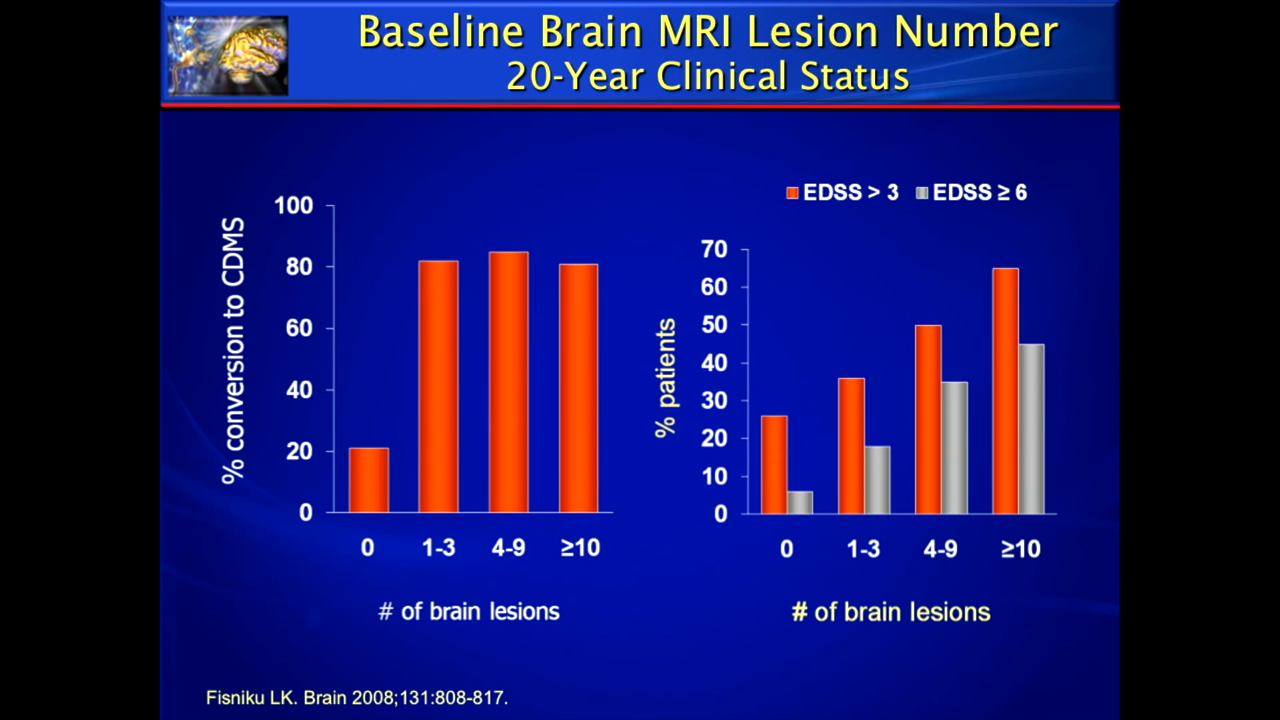 Baseline Brain MRI Lesion Number
20-Year Clinical Status
% conversion to CDMS
100
80
60
40
20
0
0 1-3 4-9 ≥10
# of brain lesions
EDSS > 3 EDSS ≥ 6
% patients
70
60
50
40
30
20
10
0
0 1-3 4-9 ≥10
# of brain lesions
Fisniku LK. Brain 2008;131:808-817.